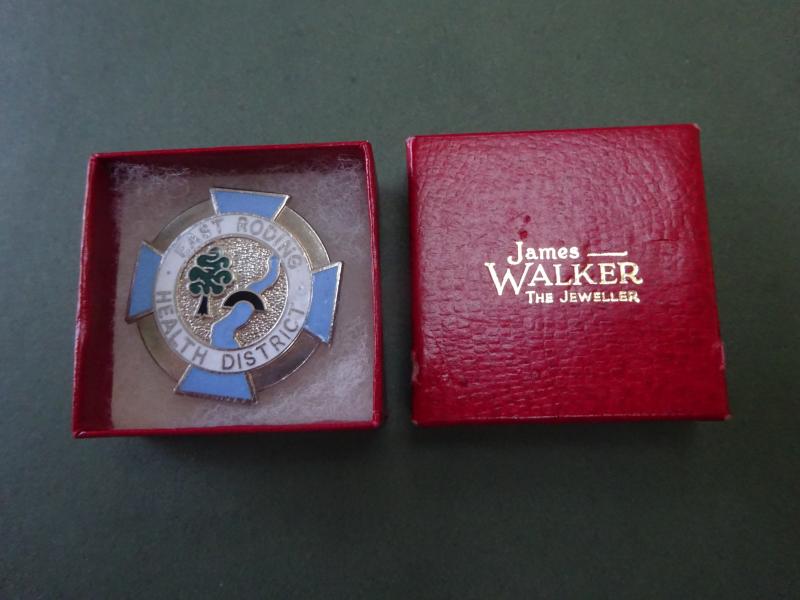 · EAST RODING ·
HEALTH DISTRICT
James
WALKER
THE JEWELLER